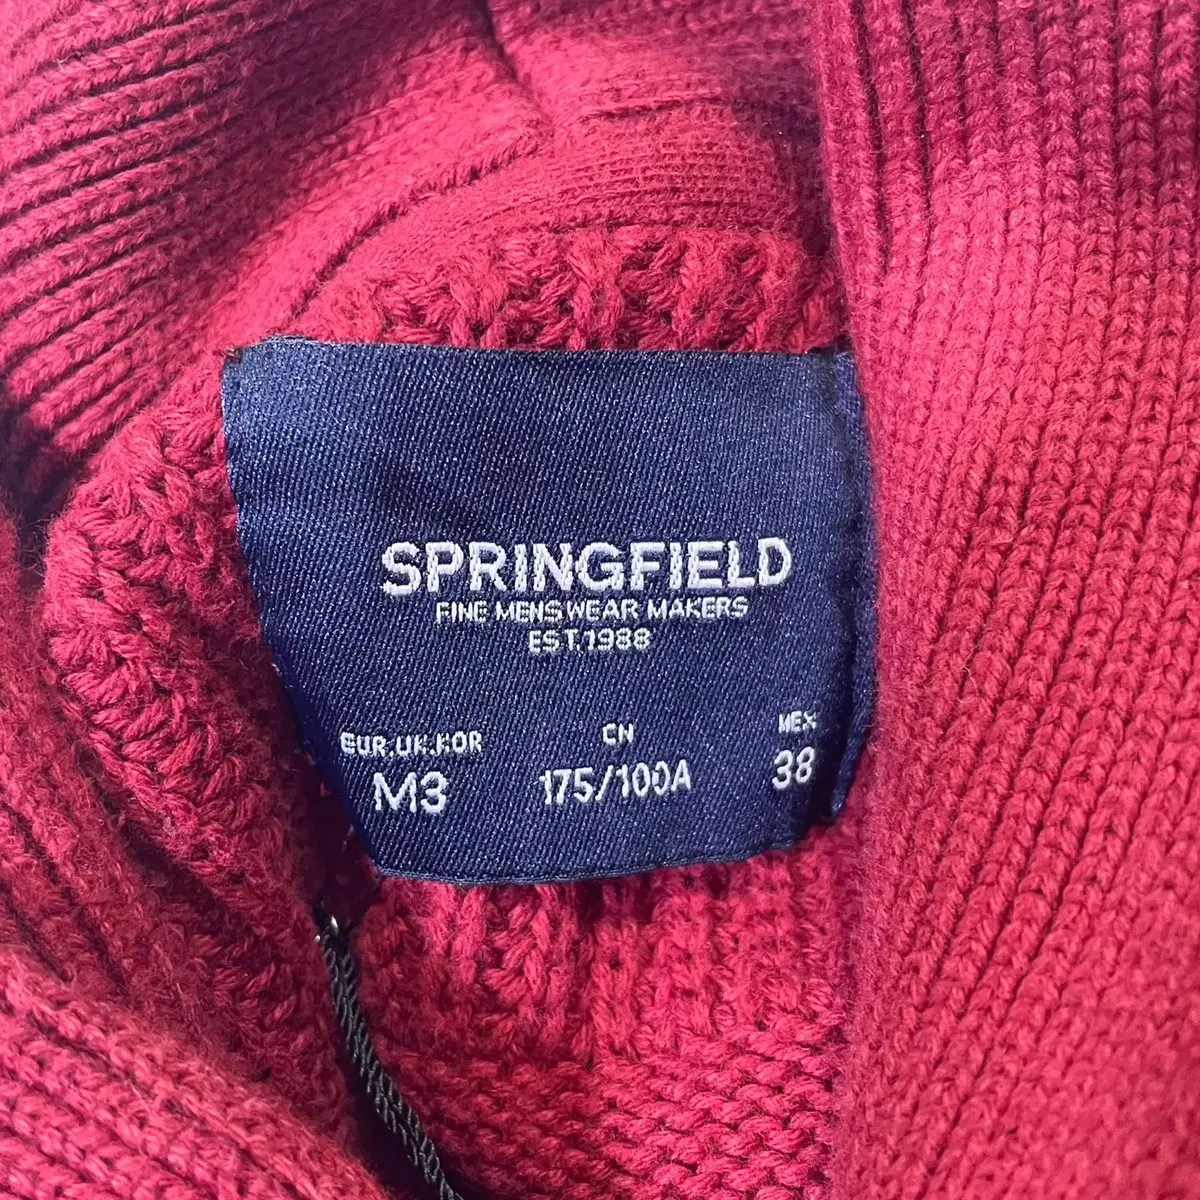 SPRINGFIELD
FINE MENSWEAR MAKERS
EST.1988
EUR.UK.KOR CN MEX
M3 175/100A 38